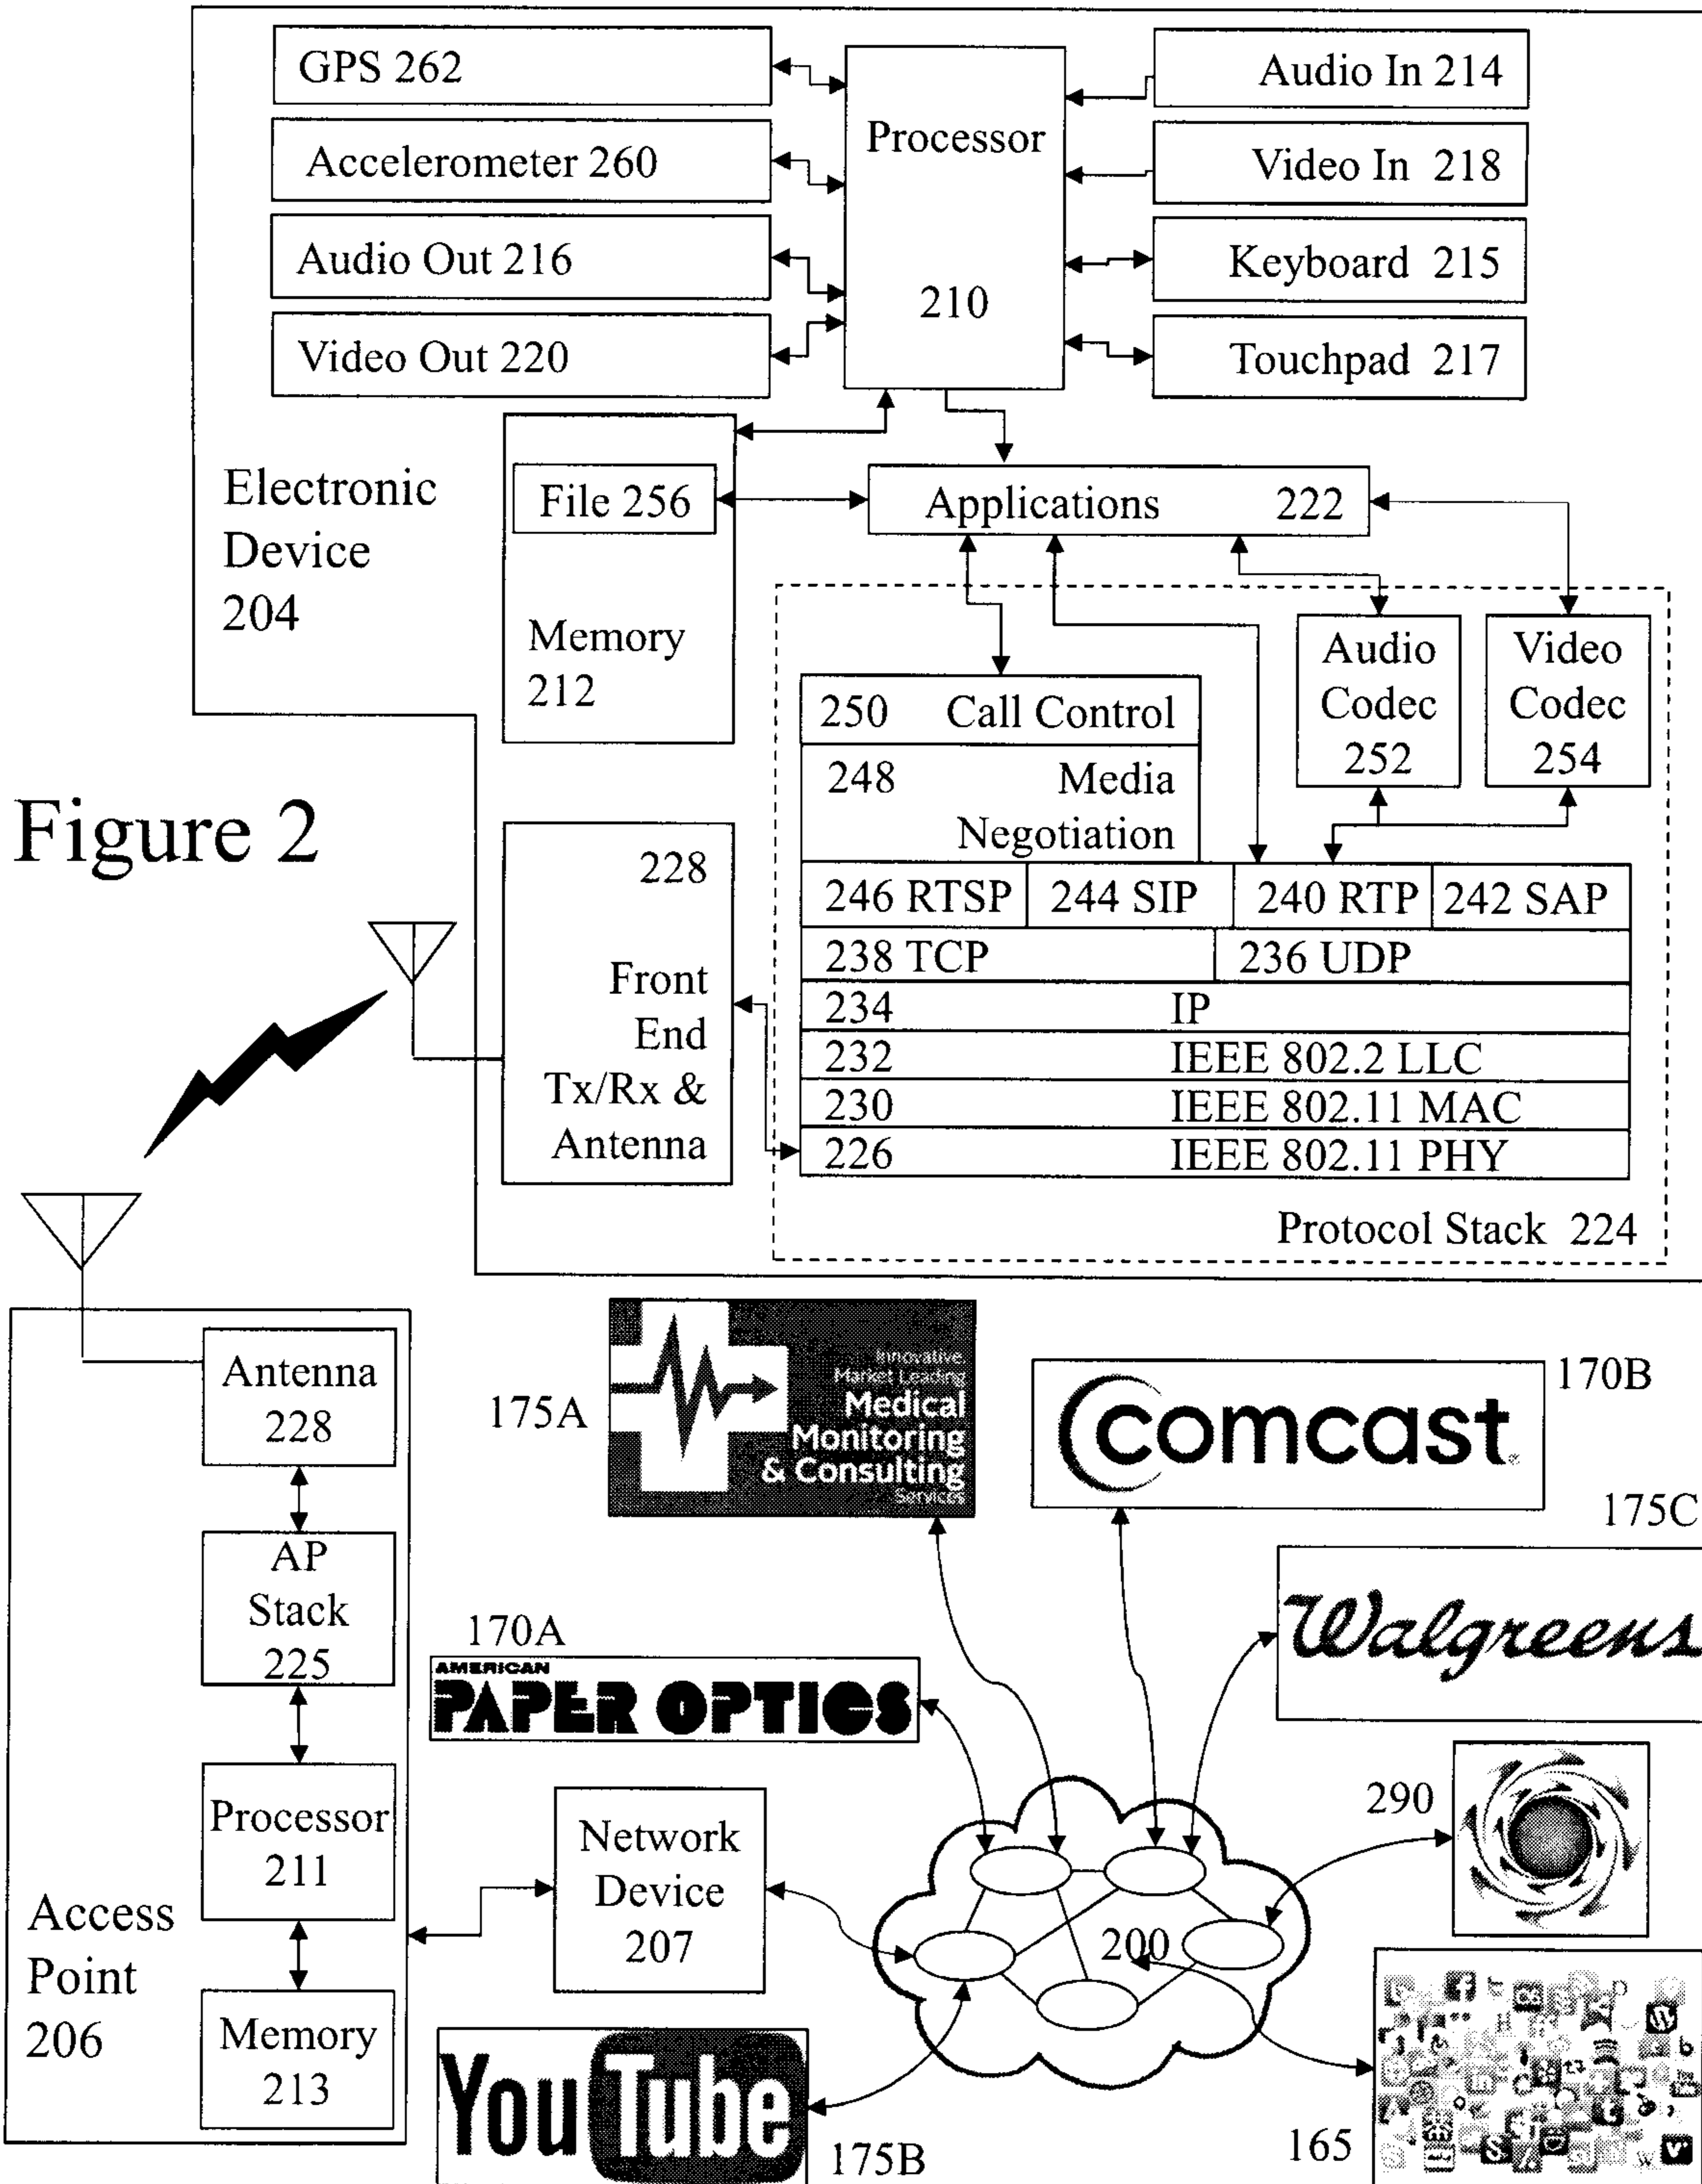 GPS 262
Accelerometer 260
Audio Out 216
Video Out 220
Processor
210
Audio In 214
Video In 218
Keyboard 215
Touchpad 217
Electronic
Device
204
File 256
Memory
212
Applications 222
Audio
Codec
252
Video
Codec
254
250 Call Control
248 Media
Negotiation
246 RTSP
244 SIP
240 RTP
242 SAP
238 TCP
236 UDP
234 IP
232 IEEE 802.2 LLC
230 IEEE 802.11 MAC
226 IEEE 802.11 PHY
Protocol Stack 224
Figure 2
228
Front
End
Tx/Rx &
Antenna
Antenna
228
AP
Stack
225
Processor
211
Memory
213
Access
Point
206
175A
Innovative
Market Leading
Medical
Monitoring
& Consulting
Services
170B
comcast
175C
Walgreens
170A
AMERICAN
PAPER OPTICS
Network
Device
207
200
290
YouTube
175B
165